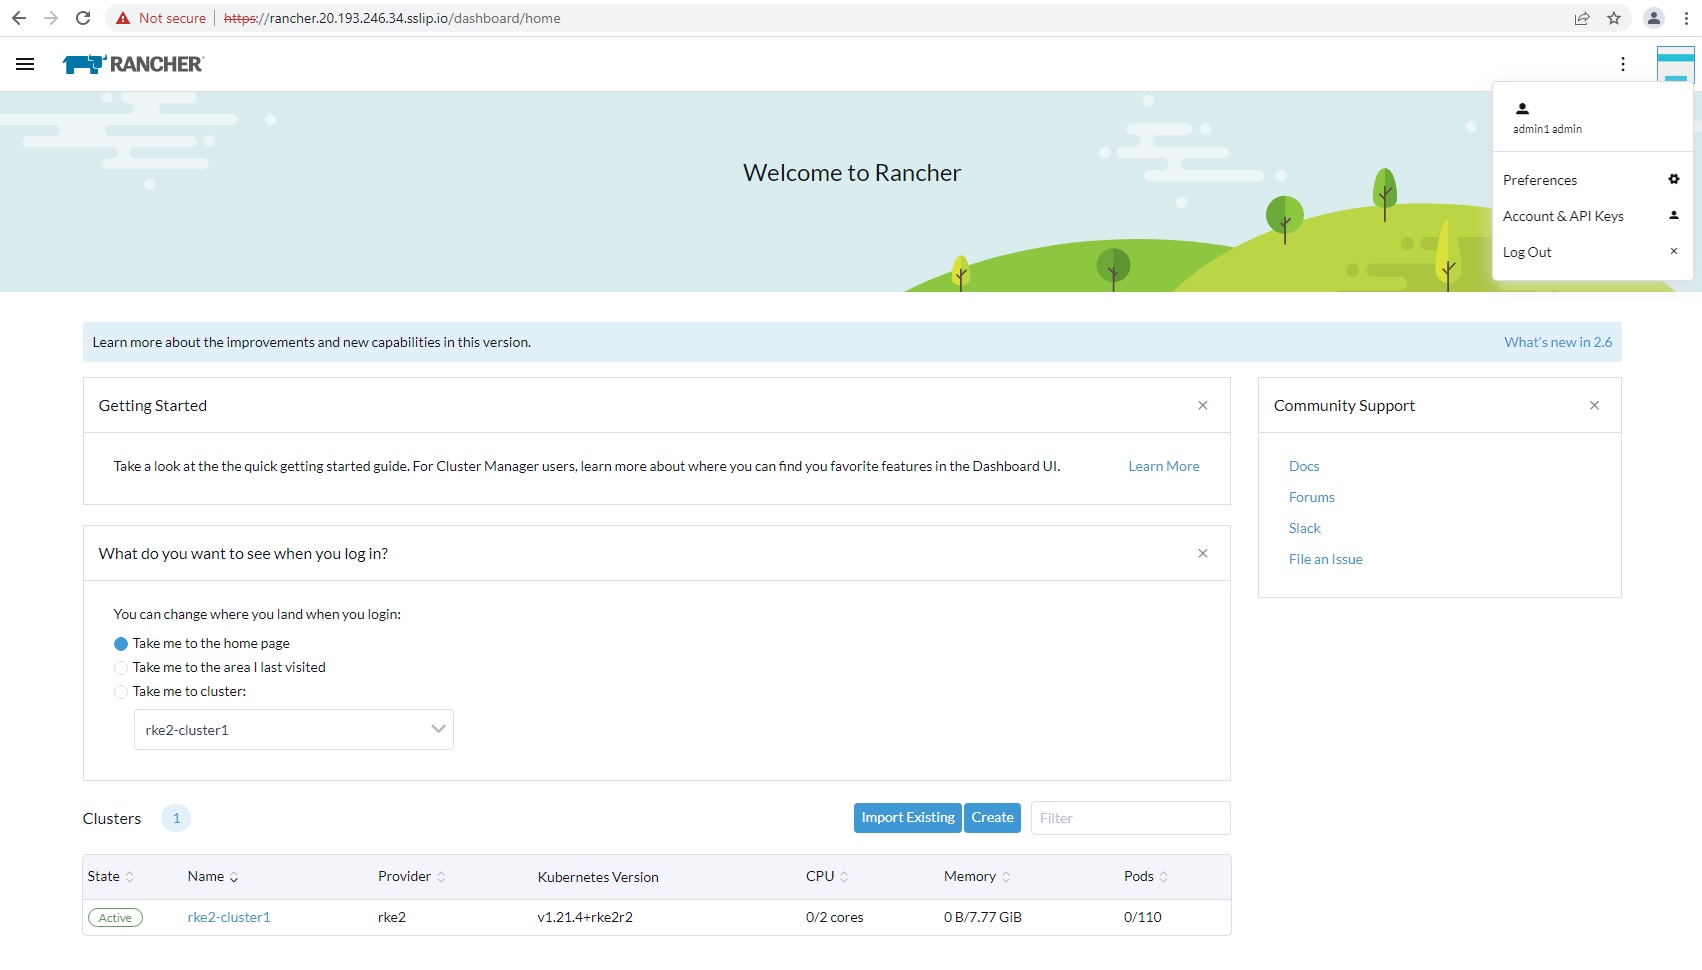 Not secure | https://rancher.20.193.246.34.sslip.io/dashboard/home
RANCHER
admin1 admin
Preferences
Account & API Keys
Log Out
Welcome to Rancher
Learn more about the improvements and new capabilities in this version.
What's new in 2.6
Getting Started
Take a look at the the quick getting started guide. For Cluster Manager users, learn more about where you can find you favorite features in the Dashboard UI.
Learn More
Community Support
Docs
Forums
Slack
File an Issue
What do you want to see when you log in?
You can change where you land when you login:
Take me to the home page
Take me to the area I last visited
Take me to cluster:
rke2-cluster1
Clusters 1
Import Existing Create Filter
State Name Provider Kubernetes Version CPU Memory Pods
Active rke2-cluster1 rke2 v1.21.4+rke2r2 0/2 cores 0 B/7.77 GiB 0/110